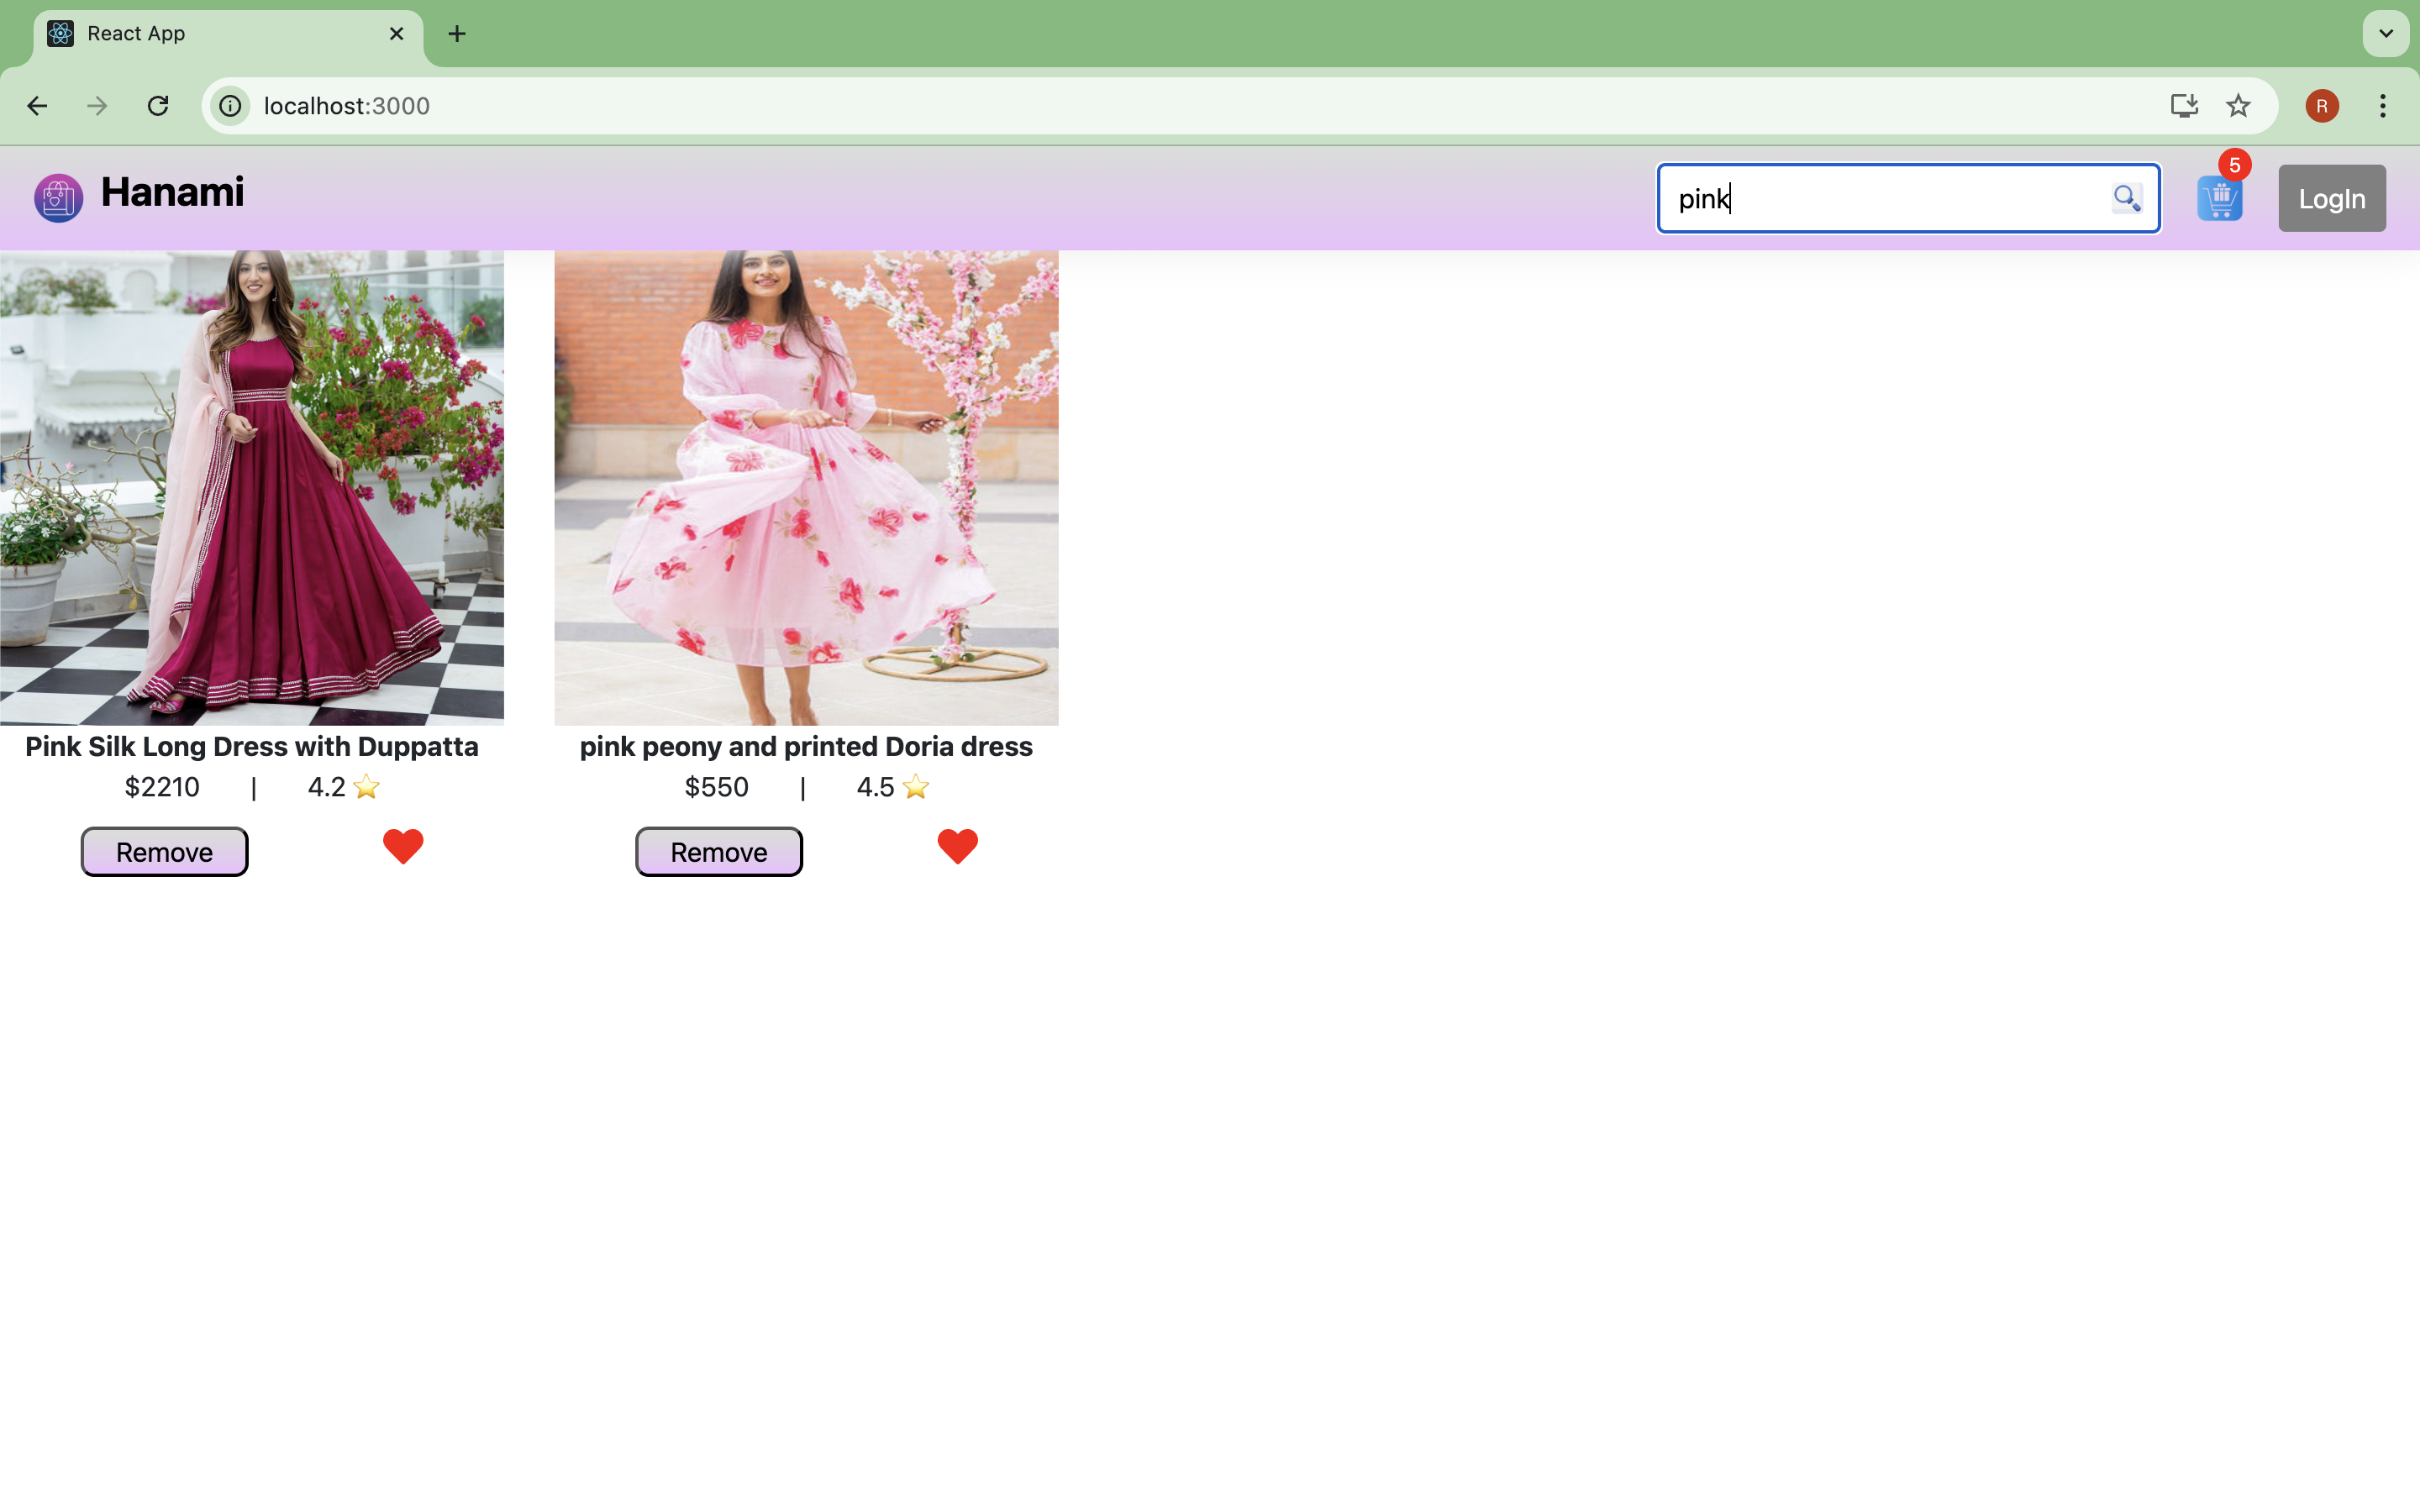 React App
localhost:3000
R
Hanami
pink
5
LogIn
Pink Silk Long Dress with Duppatta
$2210 | 4.2 ⭐
Remove
pink peony and printed Doria dress
$550 | 4.5 ⭐
Remove